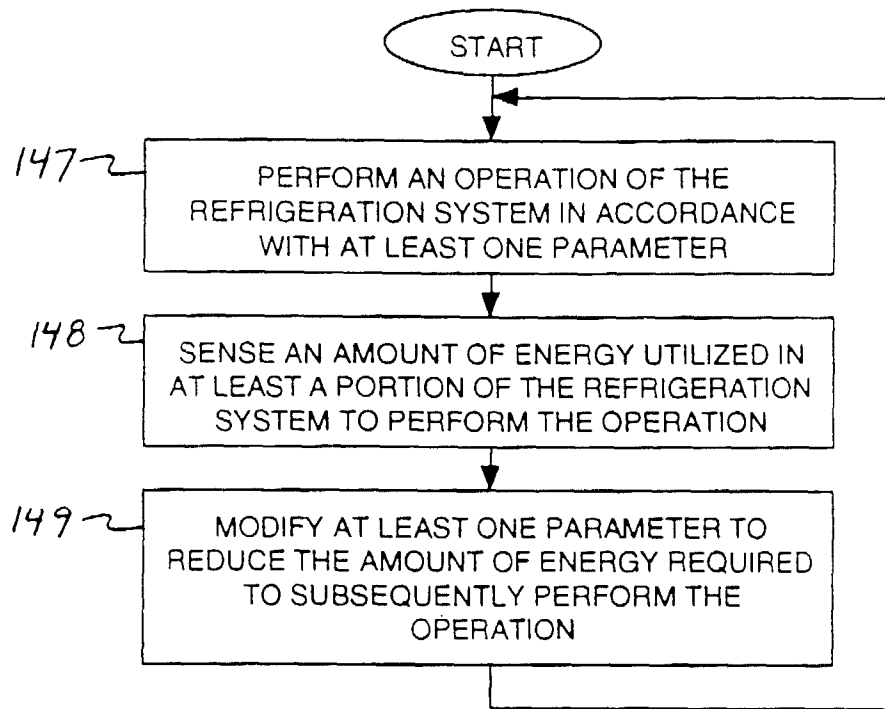 START
147
PERFORM AN OPERATION OF THE
REFRIGERATION SYSTEM IN ACCORDANCE
WITH AT LEAST ONE PARAMETER
148
SENSE AN AMOUNT OF ENERGY UTILIZED IN
AT LEAST A PORTION OF THE REFRIGERATION
SYSTEM TO PERFORM THE OPERATION
149
MODIFY AT LEAST ONE PARAMETER TO
REDUCE THE AMOUNT OF ENERGY REQUIRED
TO SUBSEQUENTLY PERFORM THE
OPERATION